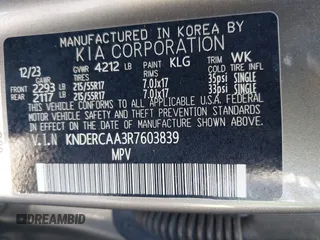 MANUFACTURED IN KOREA BY
KIA CORPORATION
12/23 GVWR 4212 LB PAINT KLG TRIM WK
TIRES RIMS COLD TIRE INFL
FRONT 2293 LB 215/55R17 7.0Jx17 35psi SINGLE
REAR 2117 LB 215/55R17 7.0Jx17 33psi SINGLE
THIS VEHICLE CONFORMS TO ALL APPLICABLE
FEDERAL MOTOR VEHICLE SAFETY, BUMPER,
AND THEFT PREVENTION STANDARDS IN EFFECT
ON THE DATE OF MANUFACTURE SHOWN ABOVE.
V.I.N KNDERCAA3R7603839
MPV
DREAMBID